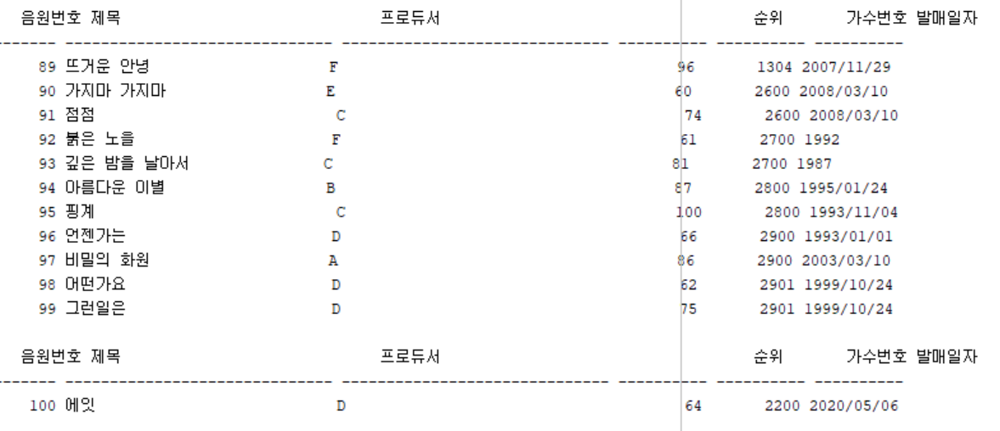 음원번호 제목 프로듀서 순위 가수번호 발매일자
-------- ------------------------------ ------------------------------ ---------- ---------- ----------
89 뜨거운 안녕 F 96 1304 2007/11/29
90 가지마 가지마 E 60 2600 2008/03/10
91 점점 C 74 2600 2008/03/10
92 붉은 노을 F 61 2700 1992
93 깊은 밤을 날아서 C 81 2700 1987
94 아름다운 이별 B 87 2800 1995/01/24
95 핑계 C 100 2800 1993/11/04
96 언젠가는 D 66 2900 1993/01/01
97 비밀의 화원 A 86 2900 2003/03/10
98 어떤가요 D 62 2901 1999/10/24
99 그런일은 D 75 2901 1999/10/24
음원번호 제목 프로듀서 순위 가수번호 발매일자
-------- ------------------------------ ------------------------------ ---------- ---------- ----------
100 에잇 D 64 2200 2020/05/06